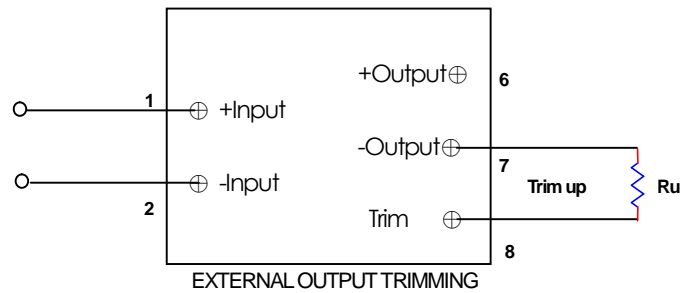 +Output 6
1 +Input
-Output 7
Trim up Ru
2 -Input
Trim 8
EXTERNAL OUTPUT TRIMMING